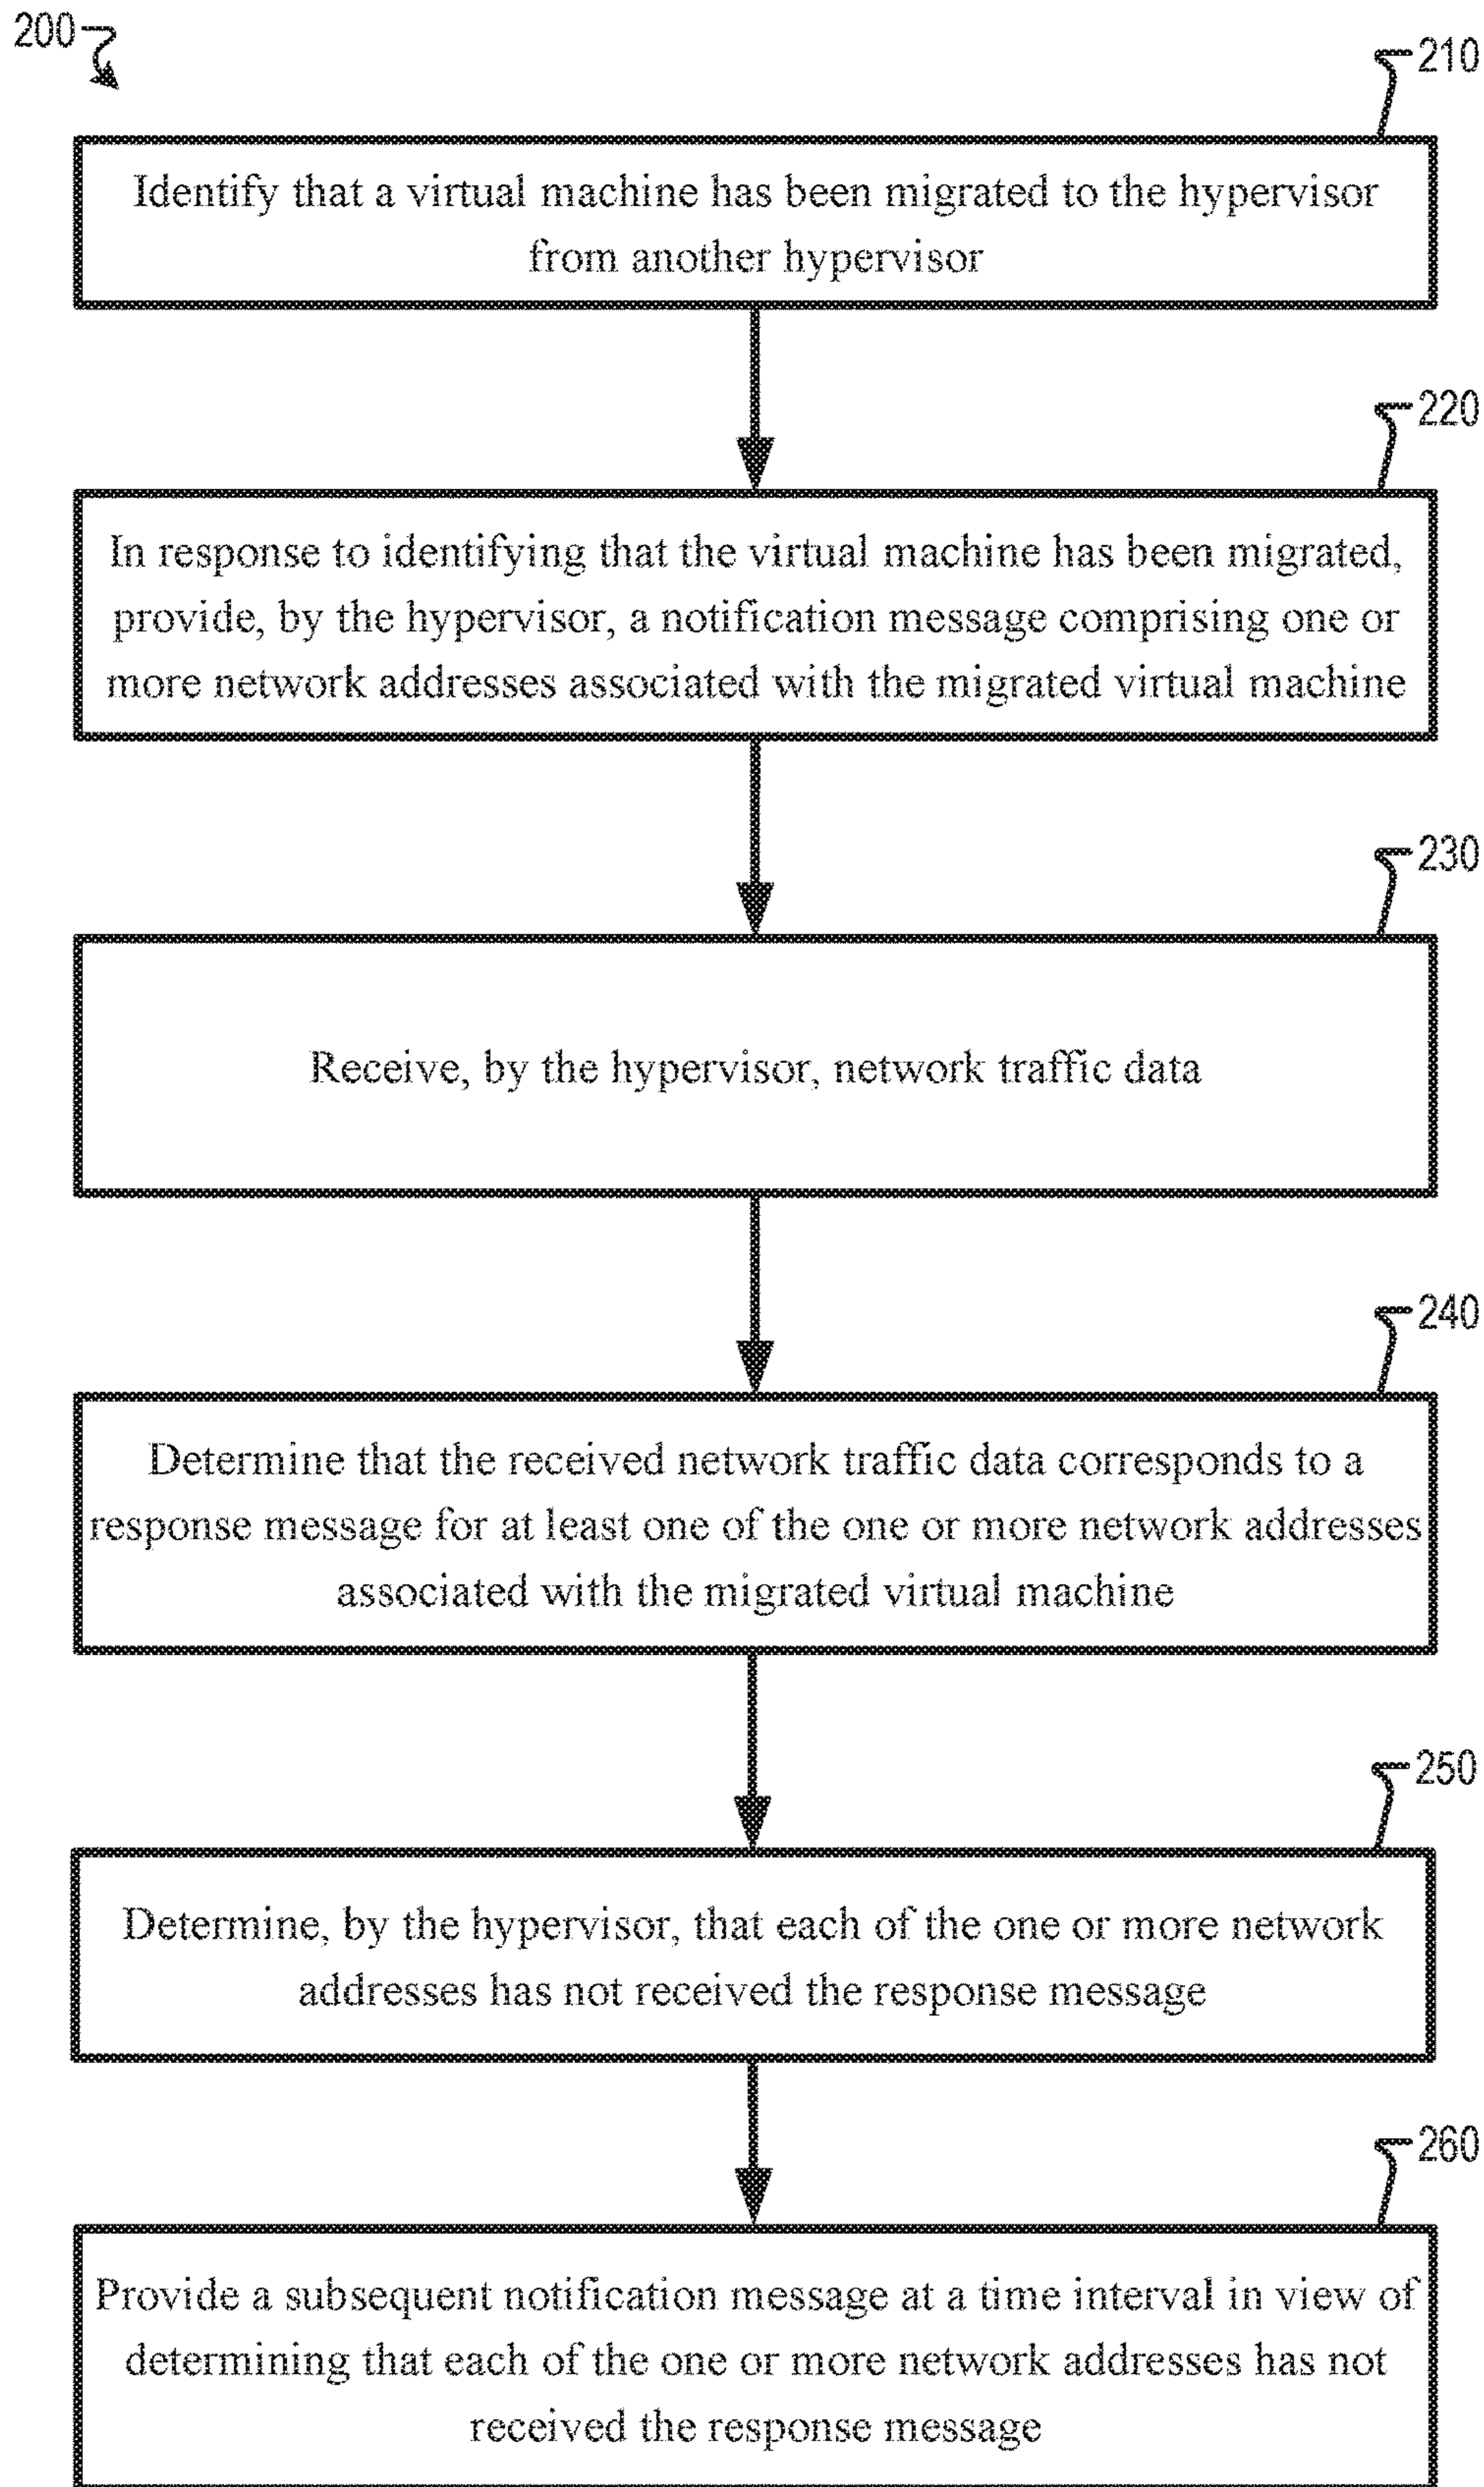 200
210
Identify that a virtual machine has been migrated to the hypervisor
from another hypervisor
220
In response to identifying that the virtual machine has been migrated,
provide, by the hypervisor, a notification message comprising one or
more network addresses associated with the migrated virtual machine
230
Receive, by the hypervisor, network traffic data
240
Determine that the received network traffic data corresponds to a
response message for at least one of the one or more network addresses
associated with the migrated virtual machine
250
Determine, by the hypervisor, that each of the one or more network
addresses has not received the response message
260
Provide a subsequent notification message at a time interval in view of
determining that each of the one or more network addresses has not
received the response message